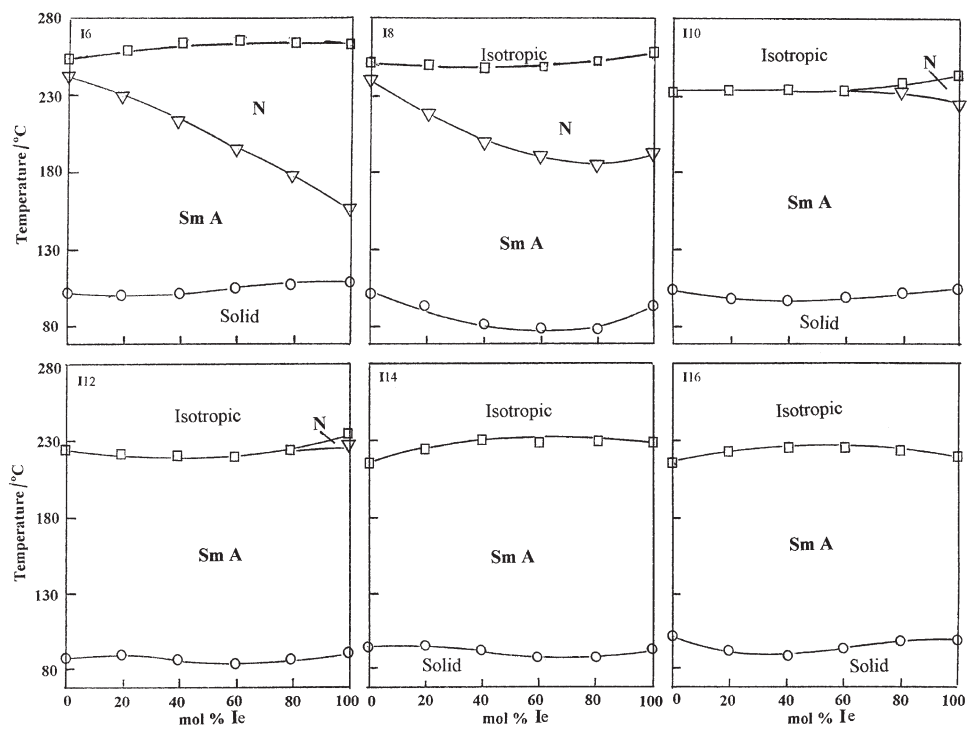 280
230
180
130
80
Temperature /°C
I6
N
Sm A
Solid
I8
Isotropic
N
Sm A
I10
Isotropic
N
Sm A
Solid
280
230
180
130
80
Temperature /°C
I12
Isotropic
N
Sm A
0 20 40 60 80 100
mol % Ie
I14
Isotropic
Sm A
Solid
0 20 40 60 80 100
mol % Ie
I16
Isotropic
Sm A
Solid
0 20 40 60 80 100
mol % Ie